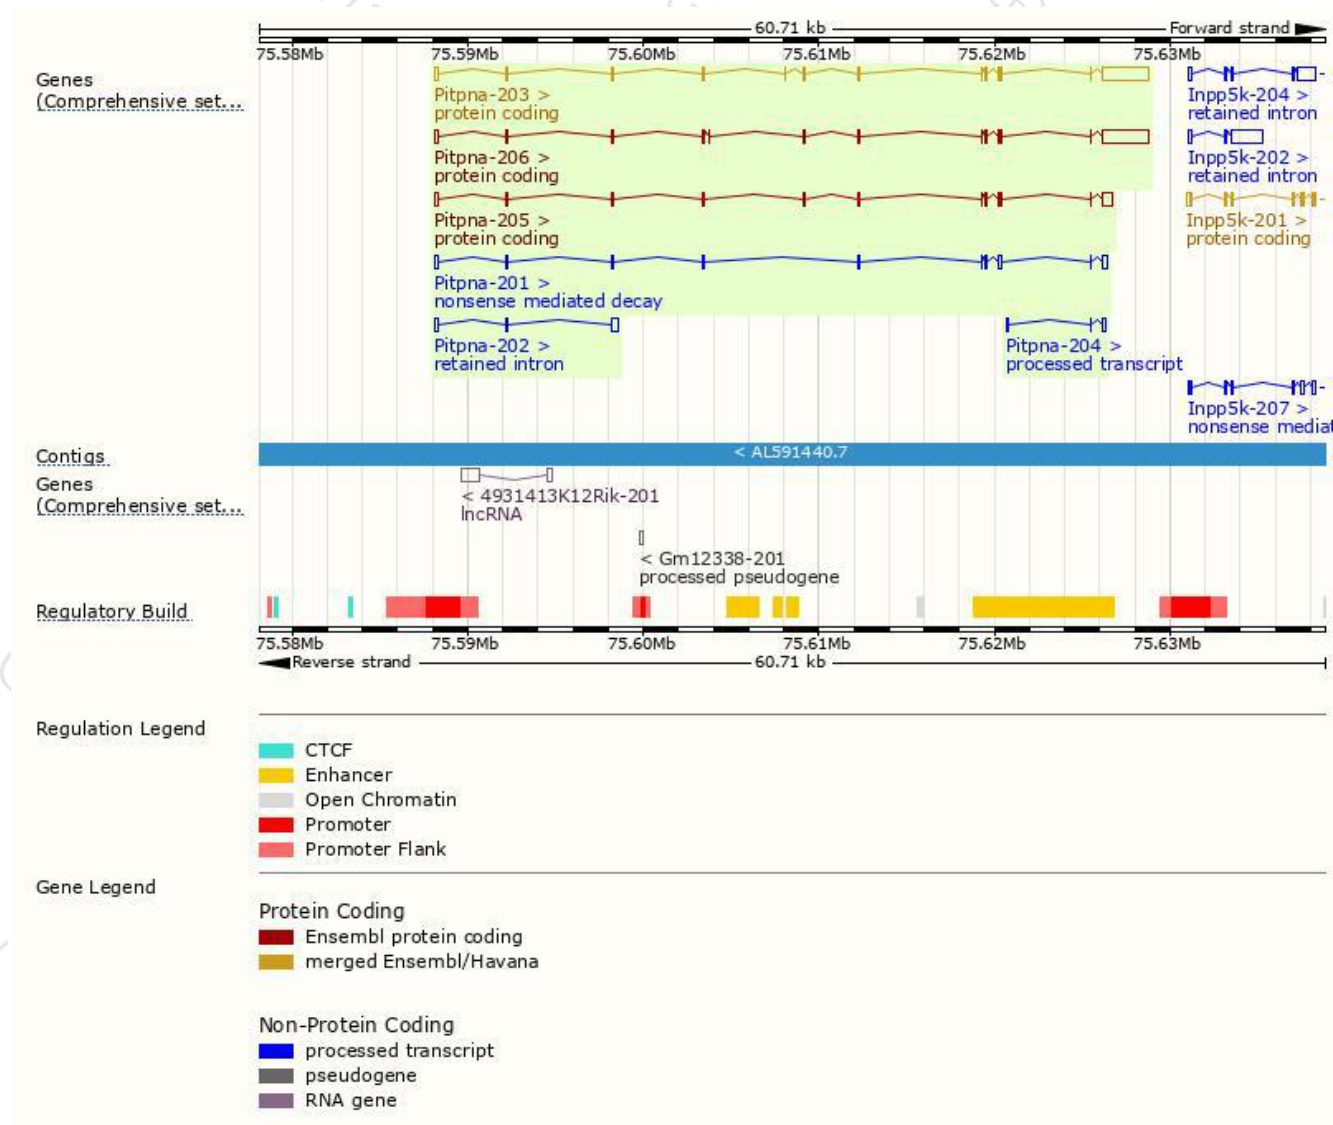 60.71 kb
Forward strand
75.58Mb 75.59Mb 75.60Mb 75.61Mb 75.62Mb 75.63Mb
Genes
(Comprehensive set...
Pitpna-203 >
protein coding
Inpp5k-204 >
retained intron
Pitpna-206 >
protein coding
Inpp5k-202 >
retained intron
Pitpna-205 >
protein coding
Inpp5k-201 >
protein coding
Pitpna-201 >
nonsense mediated decay
Pitpna-202 >
retained intron
Pitpna-204 >
processed transcript
Inpp5k-207 >
nonsense mediat
Contigs
< AL591440.7
Genes
(Comprehensive set...
< 4931413K12Rik-201
lncRNA
< Gm12338-201
processed pseudogene
Regulatory Build
75.58Mb 75.59Mb 75.60Mb 75.61Mb 75.62Mb 75.63Mb
Reverse strand
60.71 kb
Regulation Legend
CTCF
Enhancer
Open Chromatin
Promoter
Promoter Flank
Gene Legend
Protein Coding
Ensembl protein coding
merged Ensembl/Havana
Non-Protein Coding
processed transcript
pseudogene
RNA gene